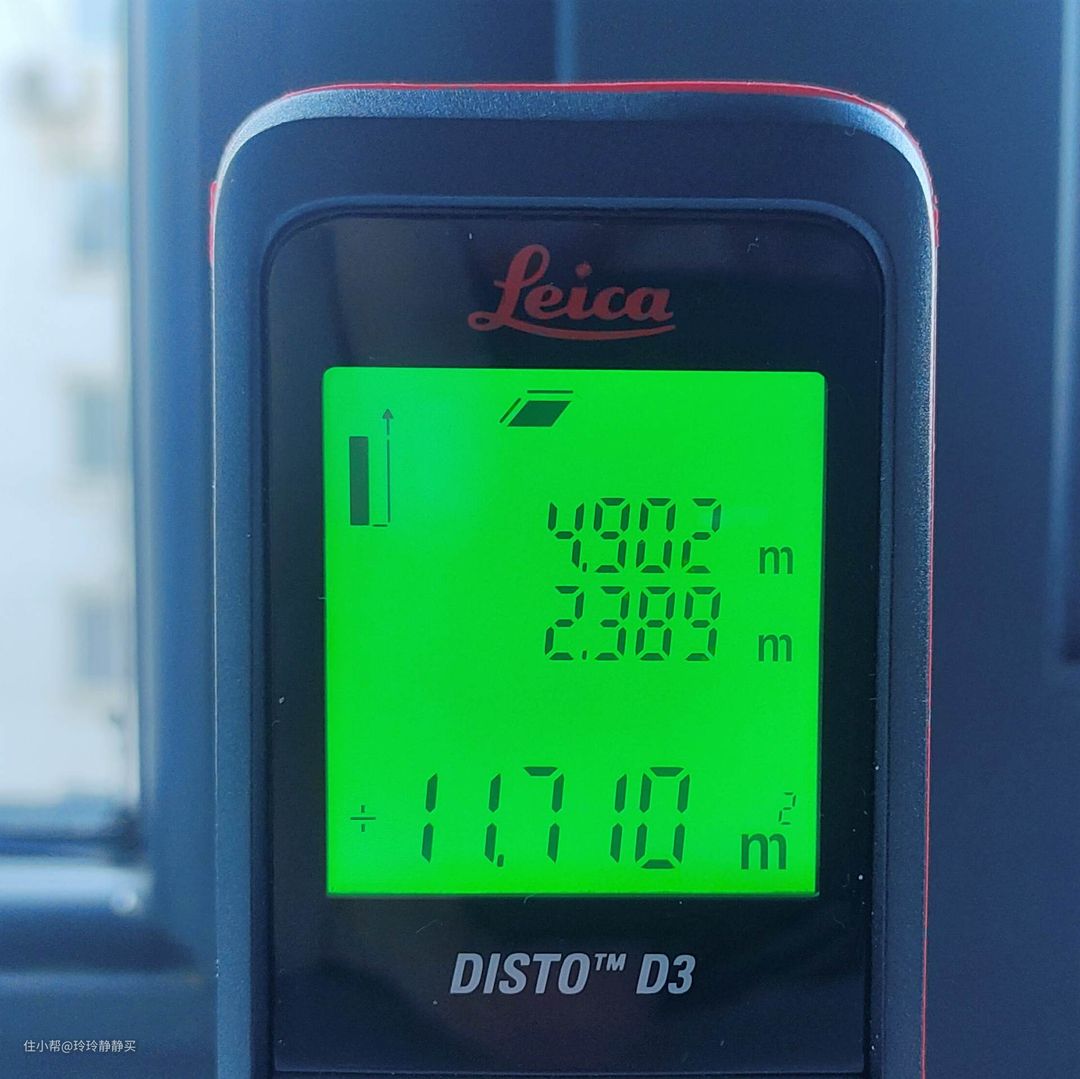 Leica
4.902 m
2.389 m
÷ 11.710 m²
DISTO™ D3
住小帮@玲玲静静买